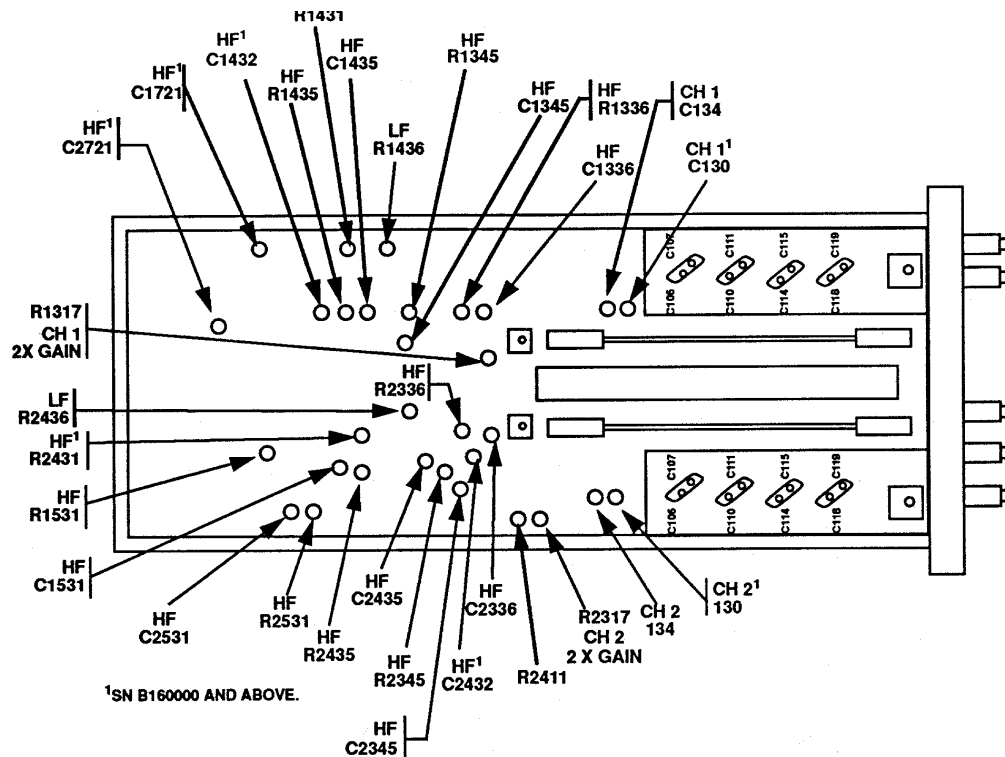 R1431
HF¹
C1432
HF
C1435
HF
R1345
HF¹
C1721
HF
R1435
HF
C1345
HF
R1336
CH 1
C134
HF¹
C2721
LF
R1436
HF
C1336
CH 1¹
C130
C107
C111
C115
C119
C106
C110
C114
C118
R1317
CH 1
2X GAIN
HF
R2336
LF
R2436
HF¹
R2431
C107
C111
C115
C119
C106
C110
C114
C118
HF
R1531
HF
C1531
HF
C2531
HF
R2531
HF
R2435
HF
C2435
HF
R2345
HF¹
C2432
HF
C2336
R2411
R2317
CH 2
2 X GAIN
CH 2
134
CH 2¹
130
HF
C2345
¹SN B160000 AND ABOVE.